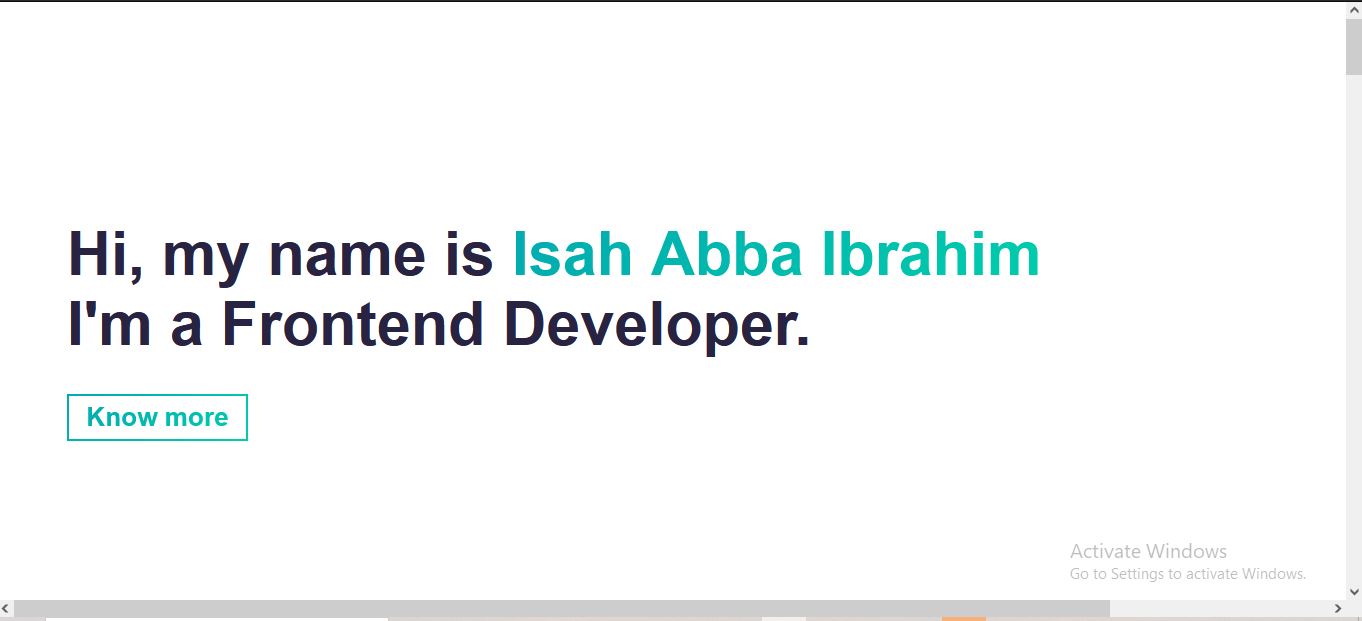 Hi, my name is Isah Abba Ibrahim
I'm a Frontend Developer.
Know more
Activate Windows
Go to Settings to activate Windows.